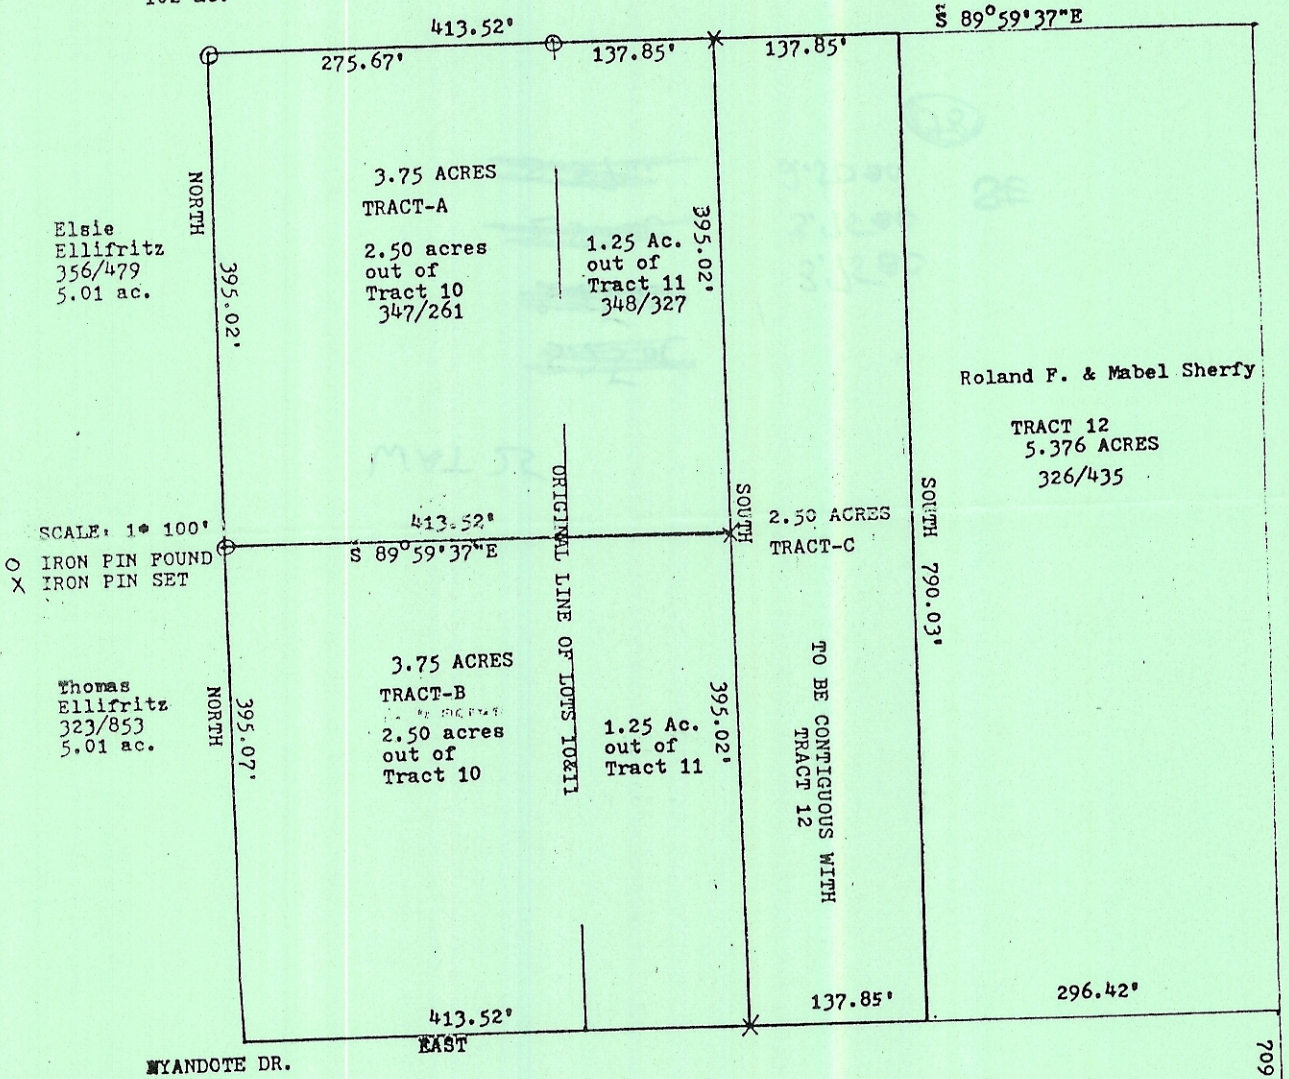 413.52'
S 89°59'37"E
275.67'
137.85'
137.85'
NORTH
395.02'
Elsie
Ellifritz
356/479
5.01 ac.
3.75 ACRES
TRACT-A
2.50 acres
out of
Tract 10
347/261
1.25 Ac.
out of
Tract 11
348/327
395.02'
Roland F. & Mabel Sherfy
TRACT 12
5.376 ACRES
326/435
SCALE: 1" 100'
O IRON PIN FOUND
X IRON PIN SET
413.52'
S 89°59'37"E
ORIGINAL LINE OF LOTS 10&11
SOUTH
2.50 ACRES
TRACT-C
SOUTH 790.03'
Thomas
Ellifritz
323/853
5.01 ac.
NORTH
395.07'
3.75 ACRES
TRACT-B
2.50 acres
out of
Tract 10
1.25 Ac.
out of
Tract 11
395.02'
TO BE CONTIGUOUS WITH
TRACT 12
413.52'
EAST
137.85'
296.42'
WYANDOTE DR.
709